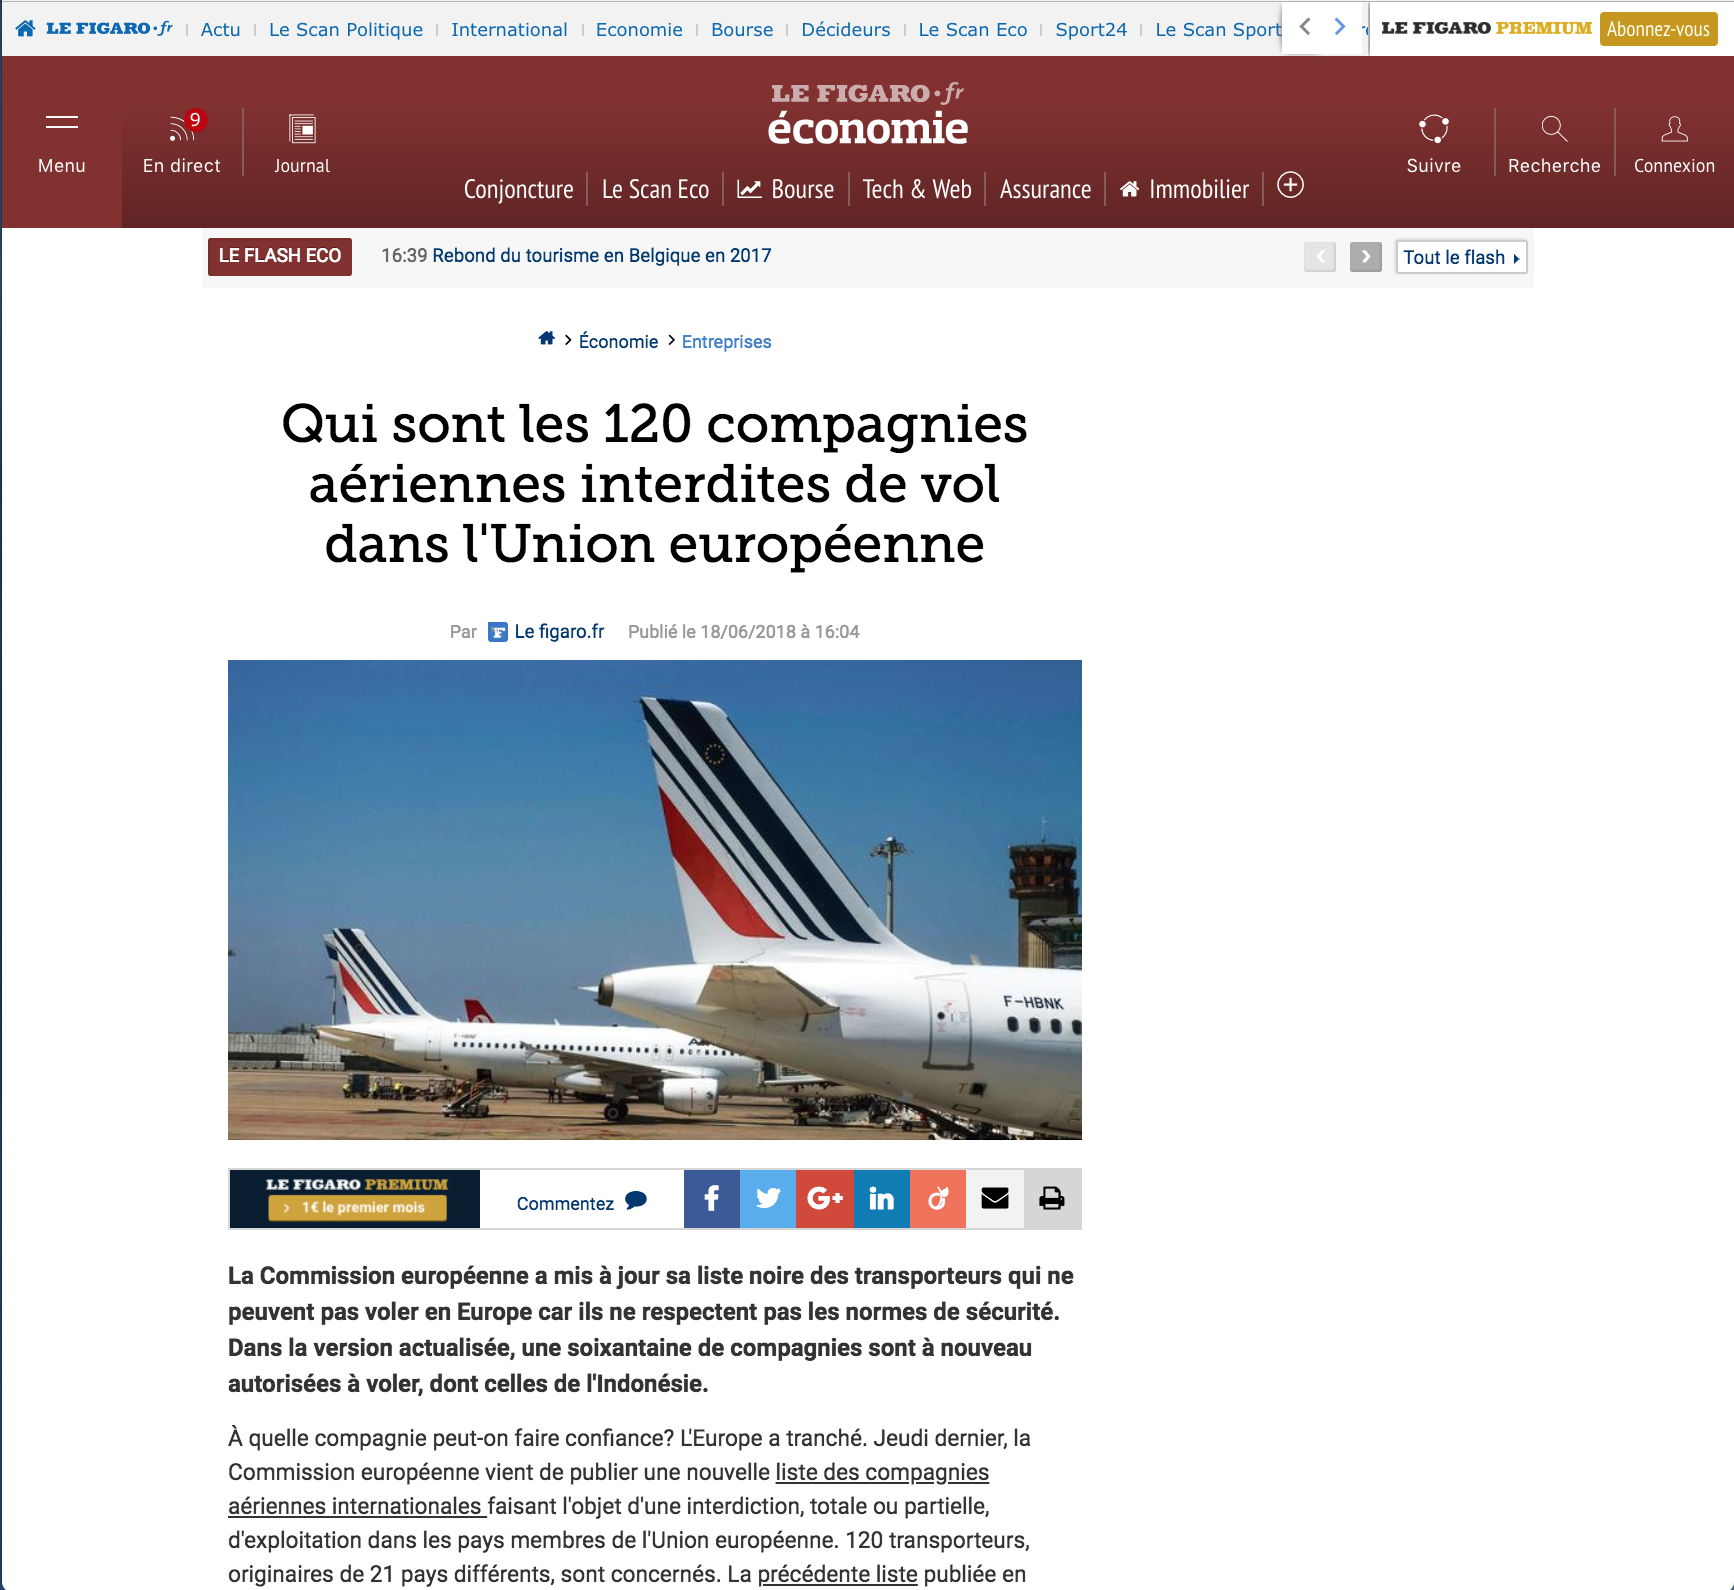 LE FIGARO·fr Actu Le Scan Politique International Economie Bourse Décideurs Le Scan Eco Sport24 Le Scan Sport LE FIGARO PREMIUM Abonnez-vous
LE FIGARO·fr
économie
Menu
9
En direct
Journal
Suivre
Recherche
Connexion
Conjoncture Le Scan Eco Bourse Tech & Web Assurance Immobilier
LE FLASH ECO 16:39 Rebond du tourisme en Belgique en 2017 Tout le flash
Économie Entreprises
Qui sont les 120 compagnies
aériennes interdites de vol
dans l'Union européenne
Par Le figaro.fr Publié le 18/06/2018 à 16:04
F-HBNK
LE FIGARO PREMIUM
1€ le premier mois
Commentez
La Commission européenne a mis à jour sa liste noire des transporteurs qui ne
peuvent pas voler en Europe car ils ne respectent pas les normes de sécurité.
Dans la version actualisée, une soixantaine de compagnies sont à nouveau
autorisées à voler, dont celles de l'Indonésie.
À quelle compagnie peut-on faire confiance? L'Europe a tranché. Jeudi dernier, la
Commission européenne vient de publier une nouvelle liste des compagnies
aériennes internationales faisant l'objet d'une interdiction, totale ou partielle,
d'exploitation dans les pays membres de l'Union européenne. 120 transporteurs,
originaires de 21 pays différents, sont concernés. La précédente liste publiée en